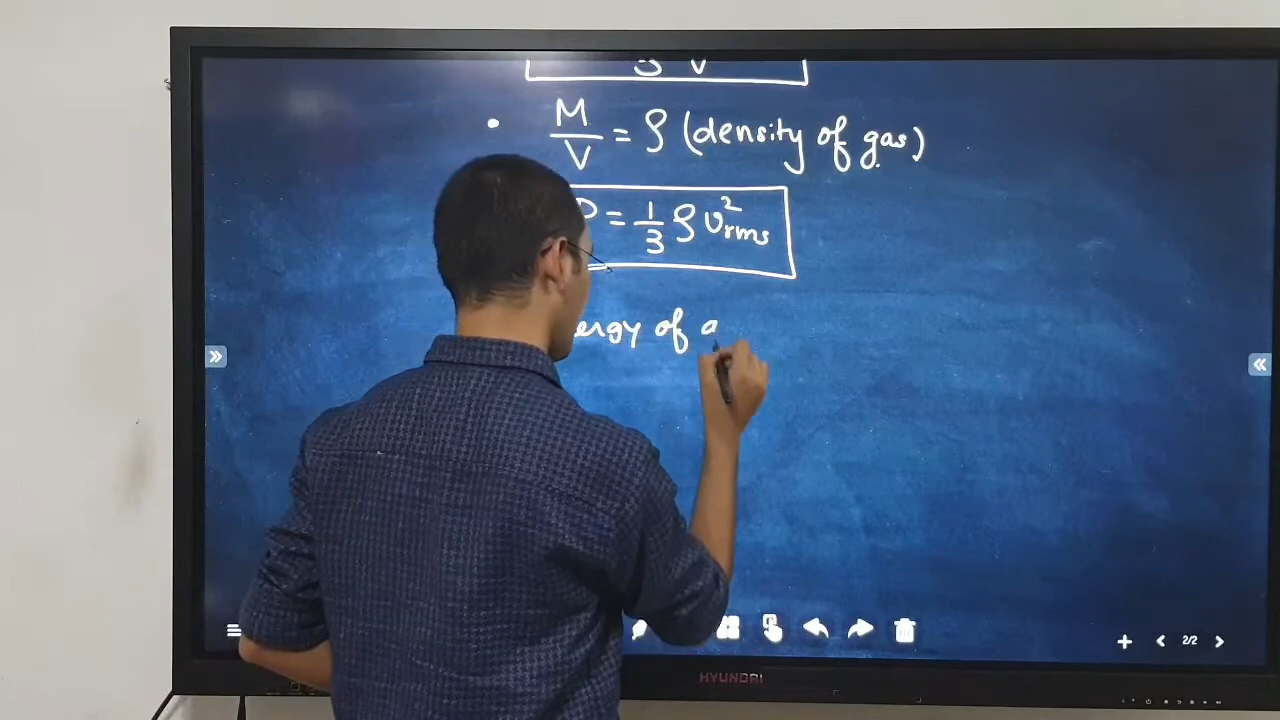 M/V = ρ (density of gas)
P = 1/3 ρ v²rms
ergy of a
2/2
HYUNDAI